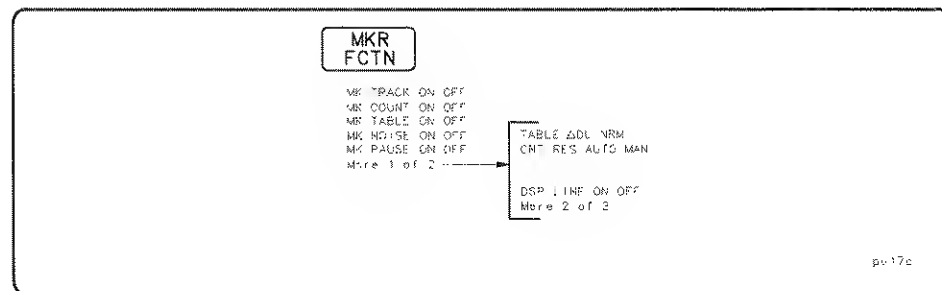 MKR
FCTN
MK TRACK ON OFF
MK COUNT ON OFF
MK TABLE ON OFF
MK NOISE ON OFF
MK PAUSE ON OFF
More 1 of 2
TABLE ADL NRM
CNT RES AUTO MAN
DSP LINE ON OFF
More 2 of 2